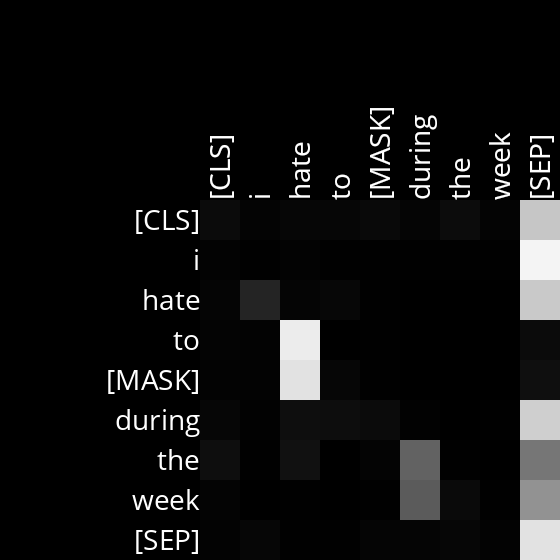 [CLS]
i
hate
to
[MASK]
during
the
week
[SEP]
[CLS]
i
hate
to
[MASK]
during
the
week
[SEP]